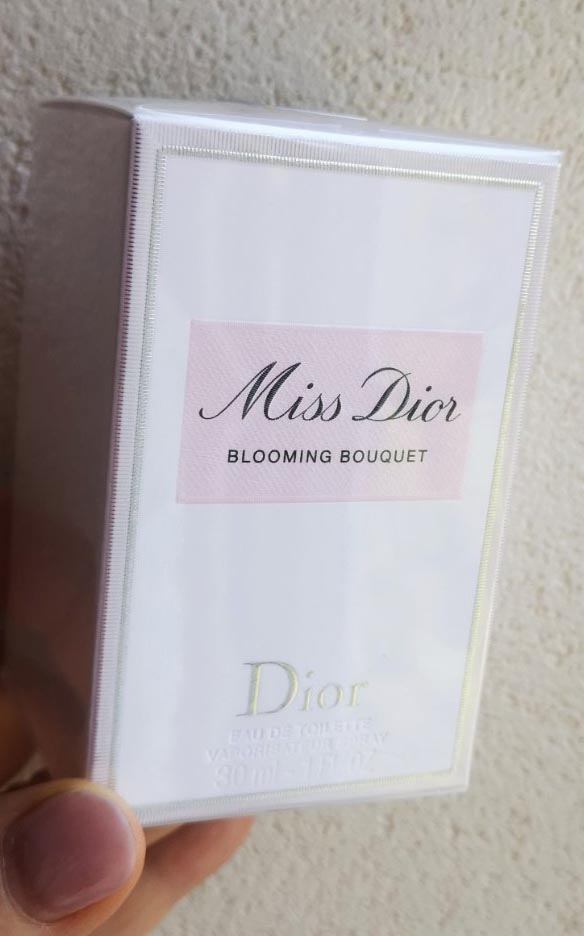 Miss Dior
BLOOMING BOUQUET
Dior
EAU DE TOILETTE
VAPORISATEUR SPRAY
30 ml - 1 FL. OZ